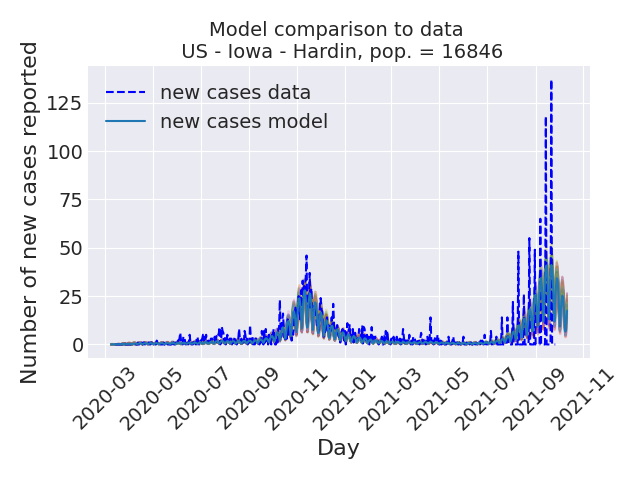 Model comparison to data
US - Iowa - Hardin, pop. = 16846
new cases data
new cases model
Number of new cases reported
125
100
75
50
25
0
2020-03
2020-05
2020-07
2020-09
2020-11
2021-01
2021-03
2021-05
2021-07
2021-09
2021-11
Day